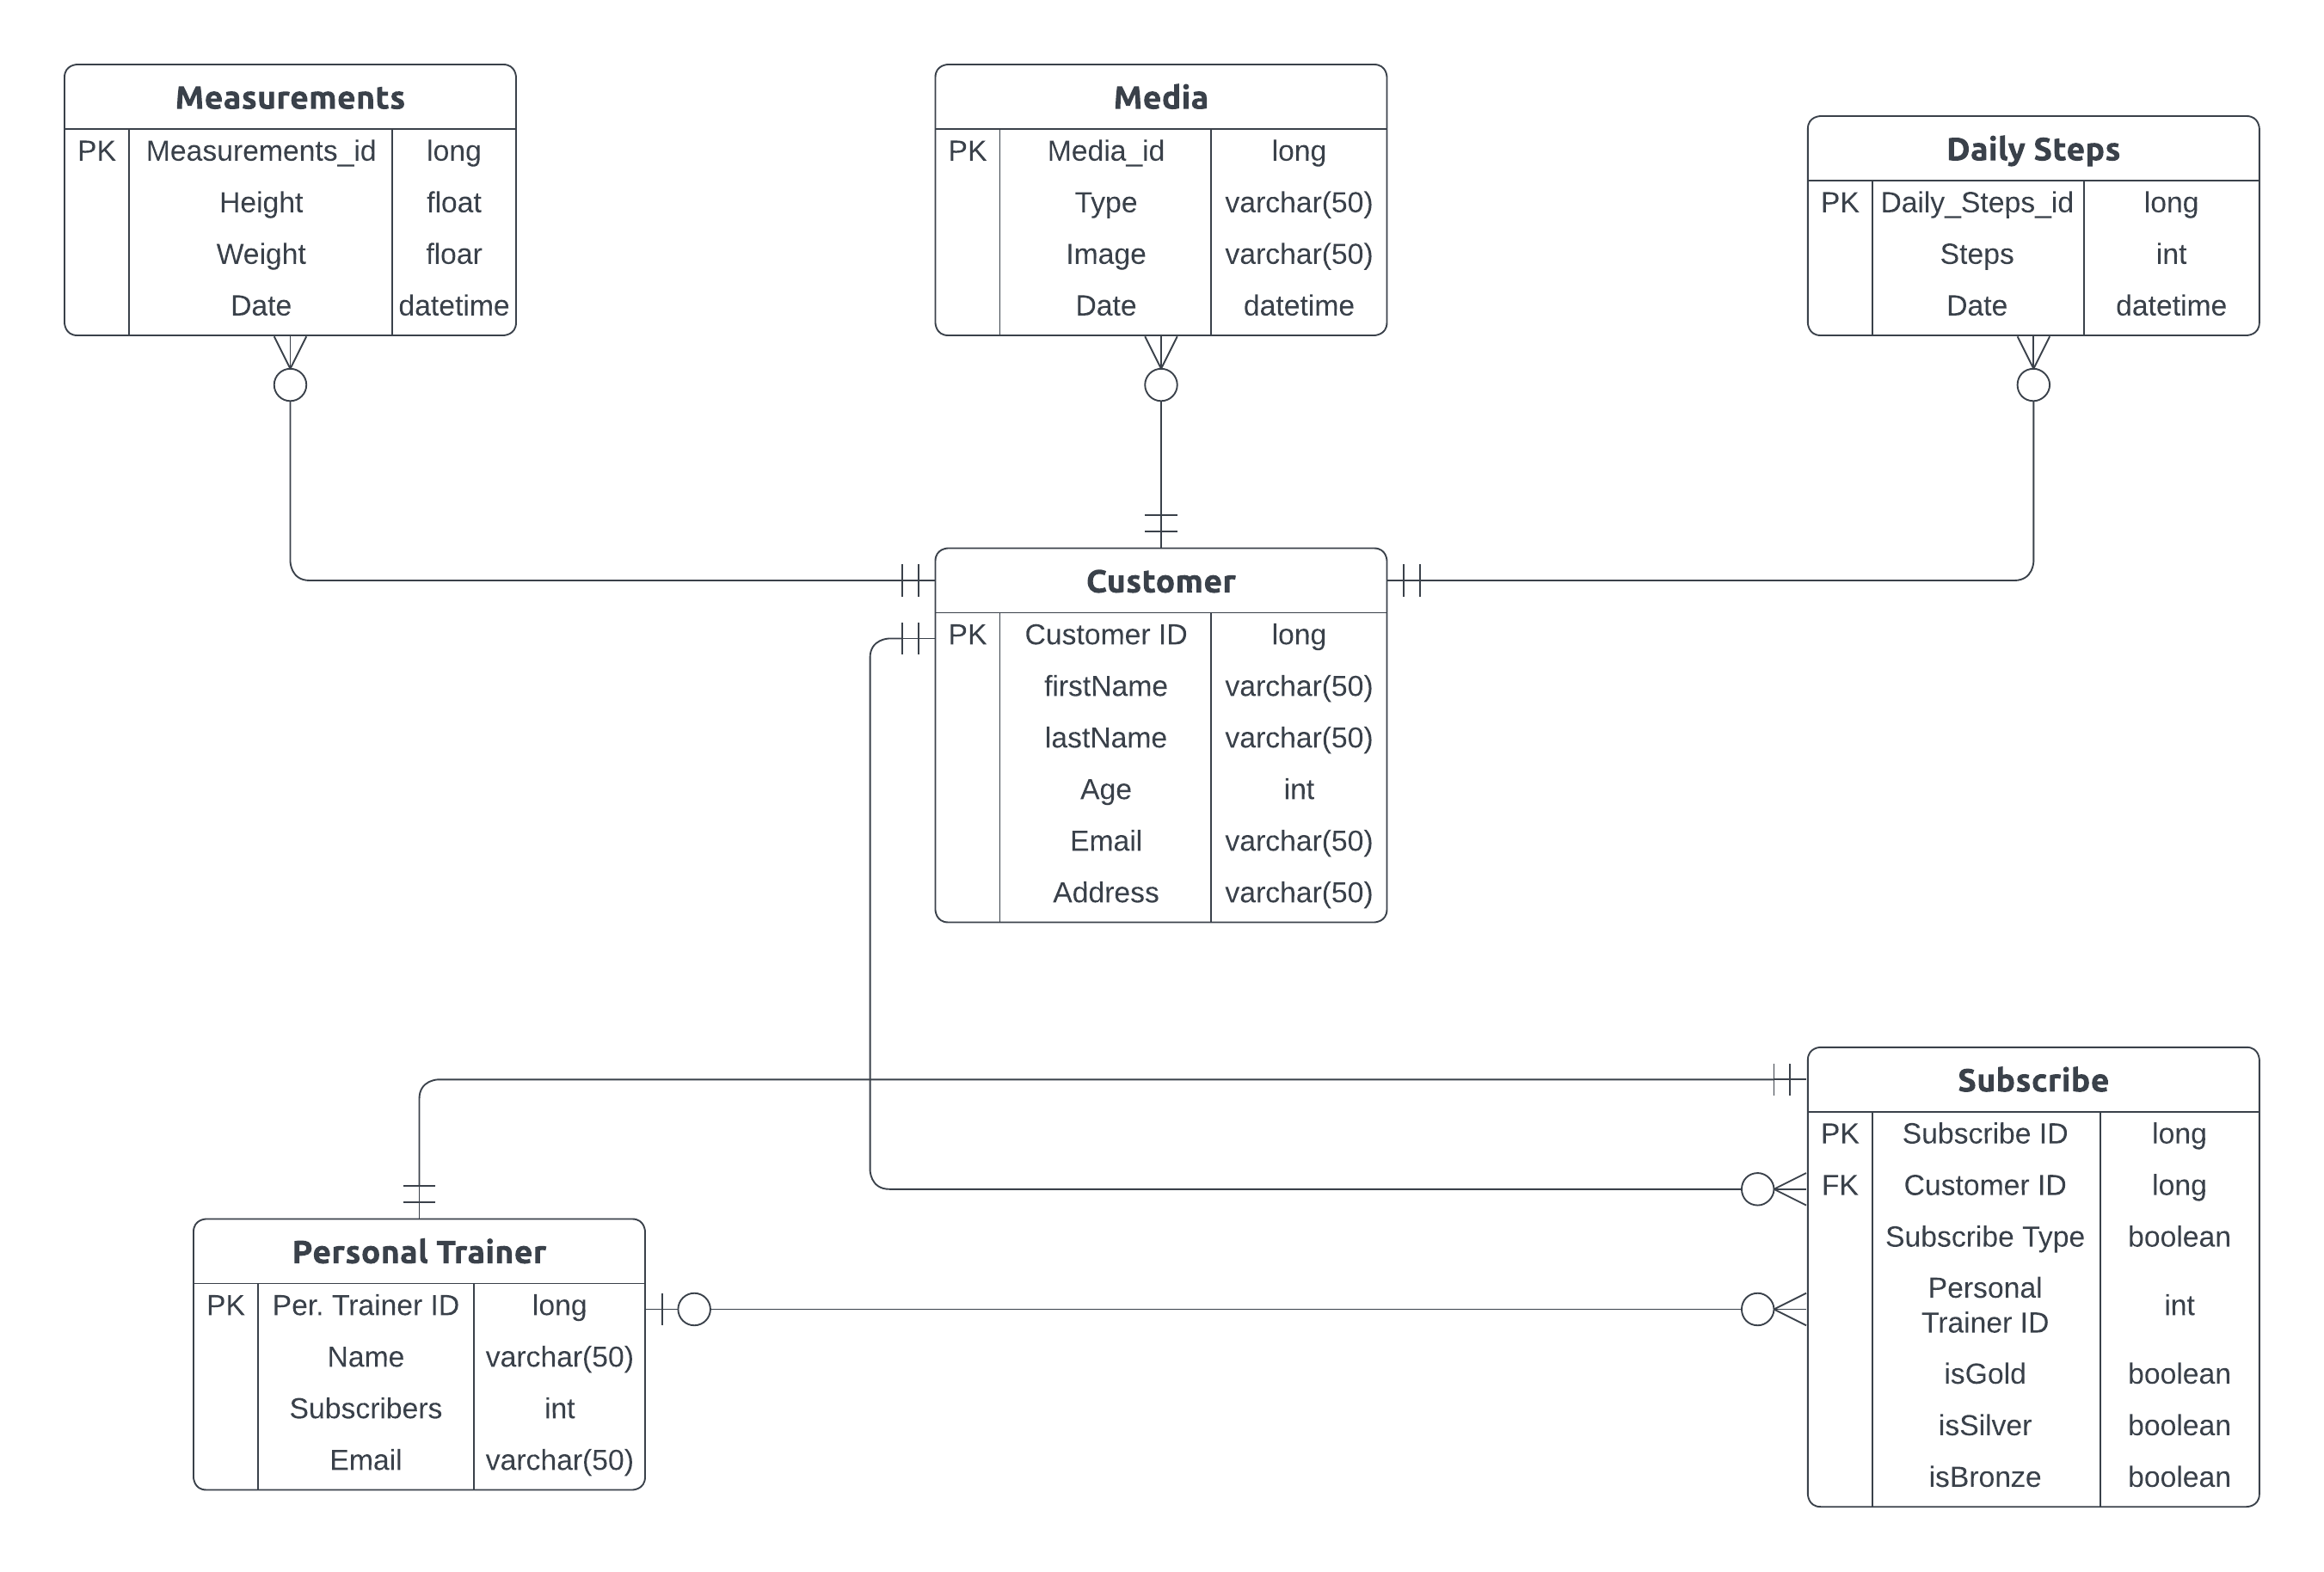 Measurements
PK Measurements_id long
Height float
Weight floar
Date datetime
Media
PK Media_id long
Type varchar(50)
Image varchar(50)
Date datetime
Daily Steps
PK Daily_Steps_id long
Steps int
Date datetime
Customer
PK Customer ID long
firstName varchar(50)
lastName varchar(50)
Age int
Email varchar(50)
Address varchar(50)
Personal Trainer
PK Per. Trainer ID long
Name varchar(50)
Subscribers int
Email varchar(50)
Subscribe
PK Subscribe ID long
FK Customer ID long
Subscribe Type boolean
Personal
Trainer ID int
isGold boolean
isSilver boolean
isBronze boolean